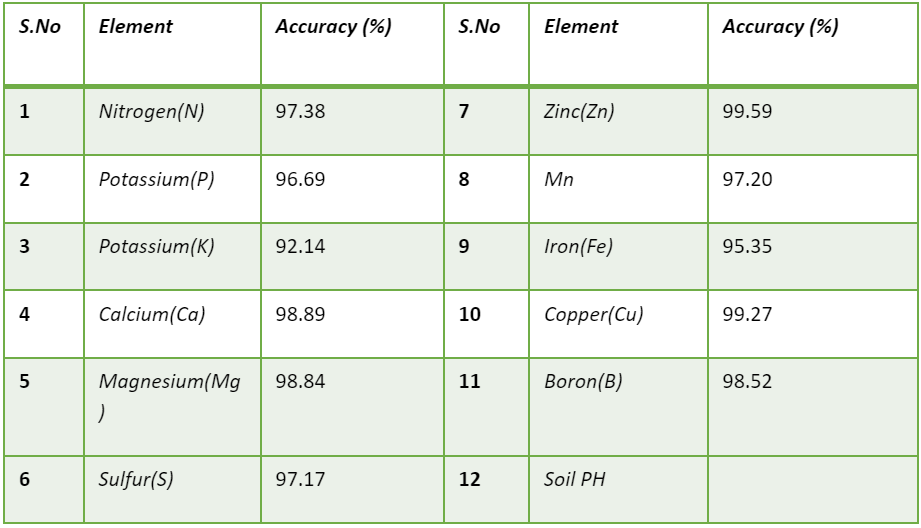 S.No Element Accuracy (%) S.No Element Accuracy (%)
1 Nitrogen(N) 97.38 7 Zinc(Zn) 99.59
2 Potassium(P) 96.69 8 Mn 97.20
3 Potassium(K) 92.14 9 Iron(Fe) 95.35
4 Calcium(Ca) 98.89 10 Copper(Cu) 99.27
5 Magnesium(Mg 98.84 11 Boron(B) 98.52
)
6 Sulfur(S) 97.17 12 Soil PH